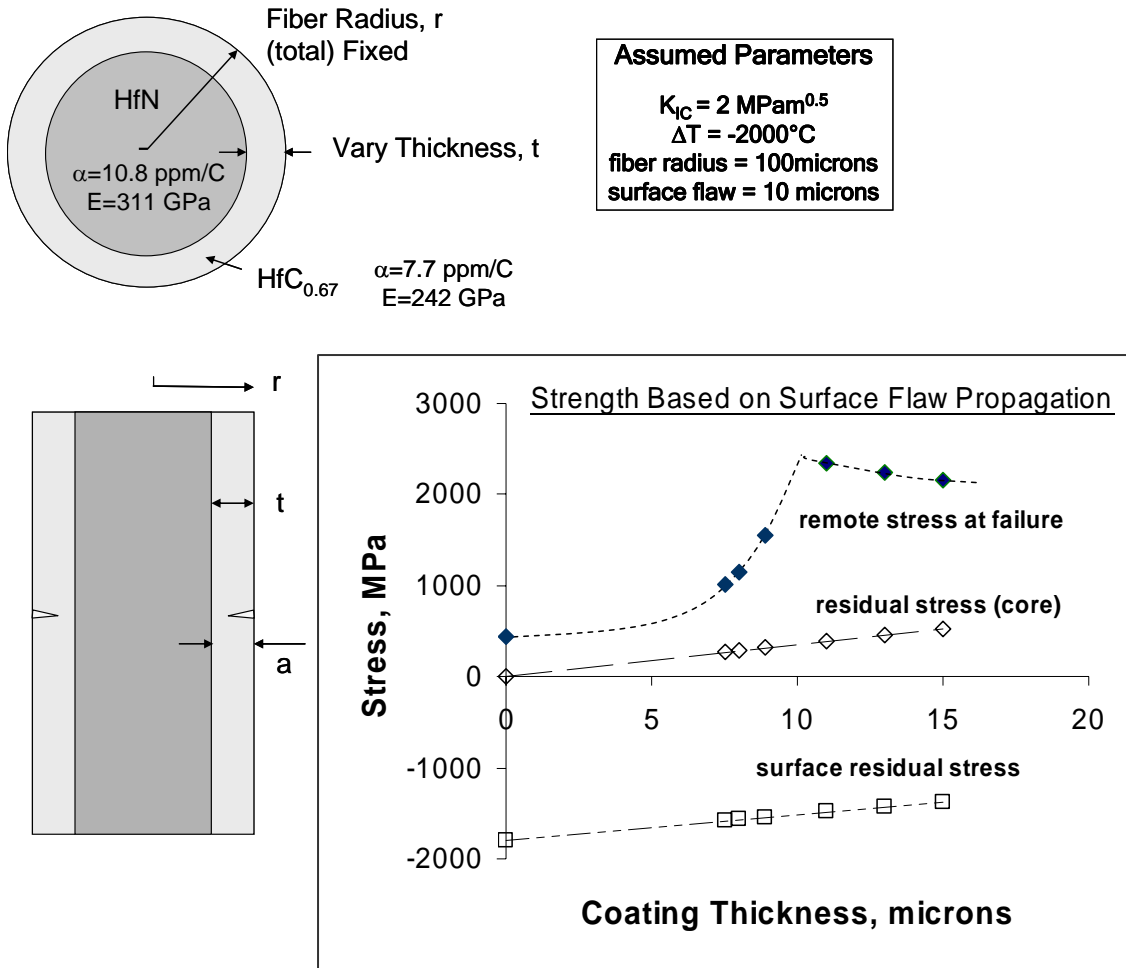 Fiber Radius, r
(total) Fixed
HfN
α=10.8 ppm/C
E=311 GPa
Vary Thickness, t
HfC0.67
α=7.7 ppm/C
E=242 GPa
Assumed Parameters
KIC = 2 MPam0.5
ΔT = -2000°C
fiber radius = 100microns
surface flaw = 10 microns
r
t
a
Strength Based on Surface Flaw Propagation
Stress, MPa
3000
2000
1000
0
-1000
-2000
0
5
10
15
20
remote stress at failure
residual stress (core)
surface residual stress
Coating Thickness, microns